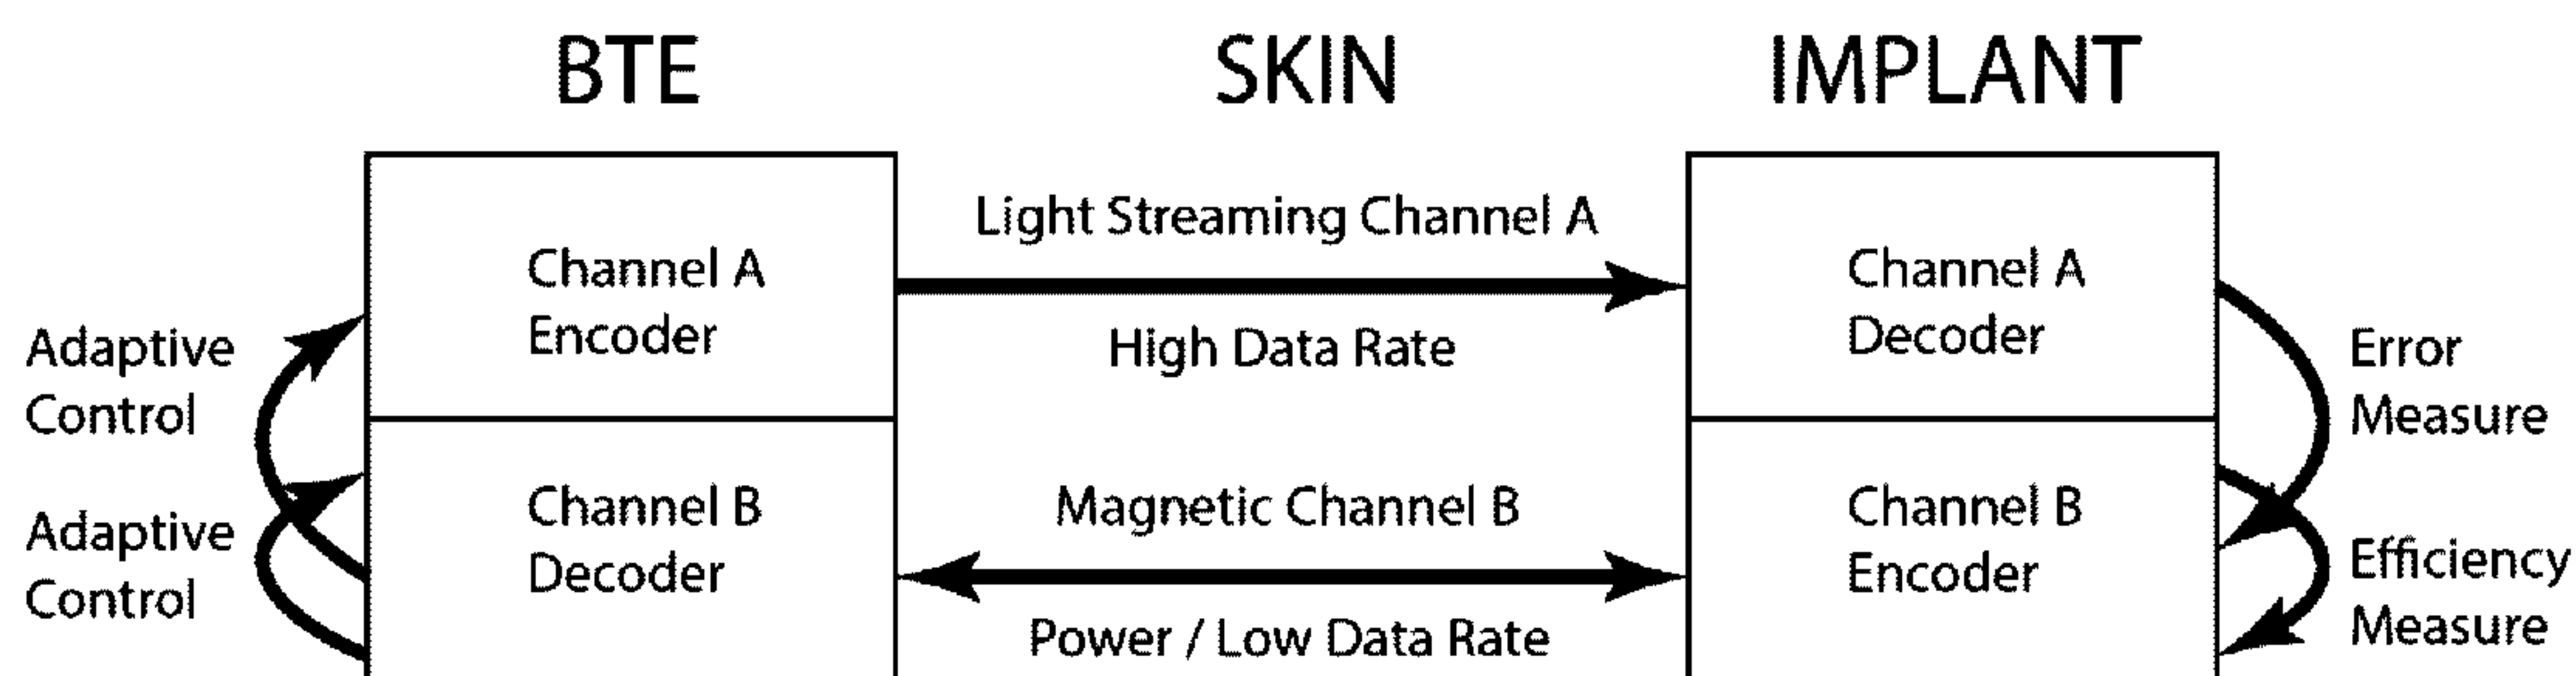 BTE
SKIN
IMPLANT
Light Streaming Channel A
Channel A
Encoder
Channel A
Decoder
High Data Rate
Adaptive
Control
Error
Measure
Magnetic Channel B
Channel B
Decoder
Channel B
Encoder
Adaptive
Control
Efficiency
Measure
Power / Low Data Rate